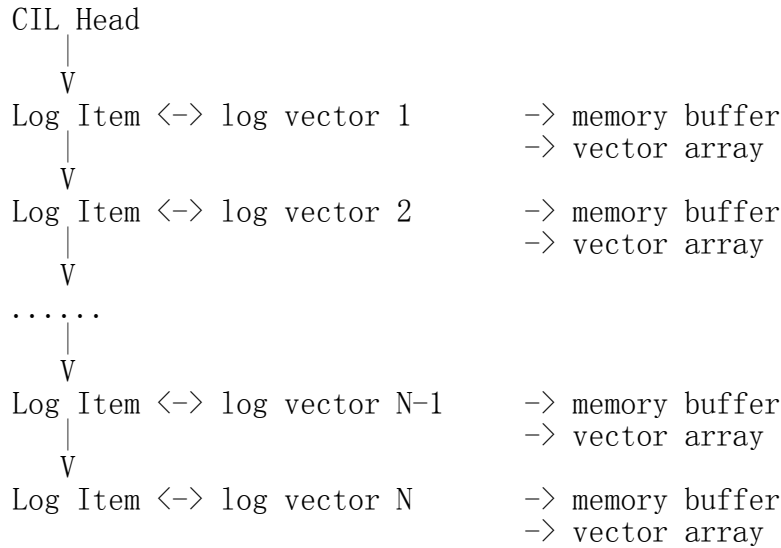 CIL Head
|
V
Log Item <-> log vector 1 -> memory buffer
| -> vector array
V
Log Item <-> log vector 2 -> memory buffer
| -> vector array
V
......
|
V
Log Item <-> log vector N-1 -> memory buffer
| -> vector array
V
Log Item <-> log vector N -> memory buffer
-> vector array